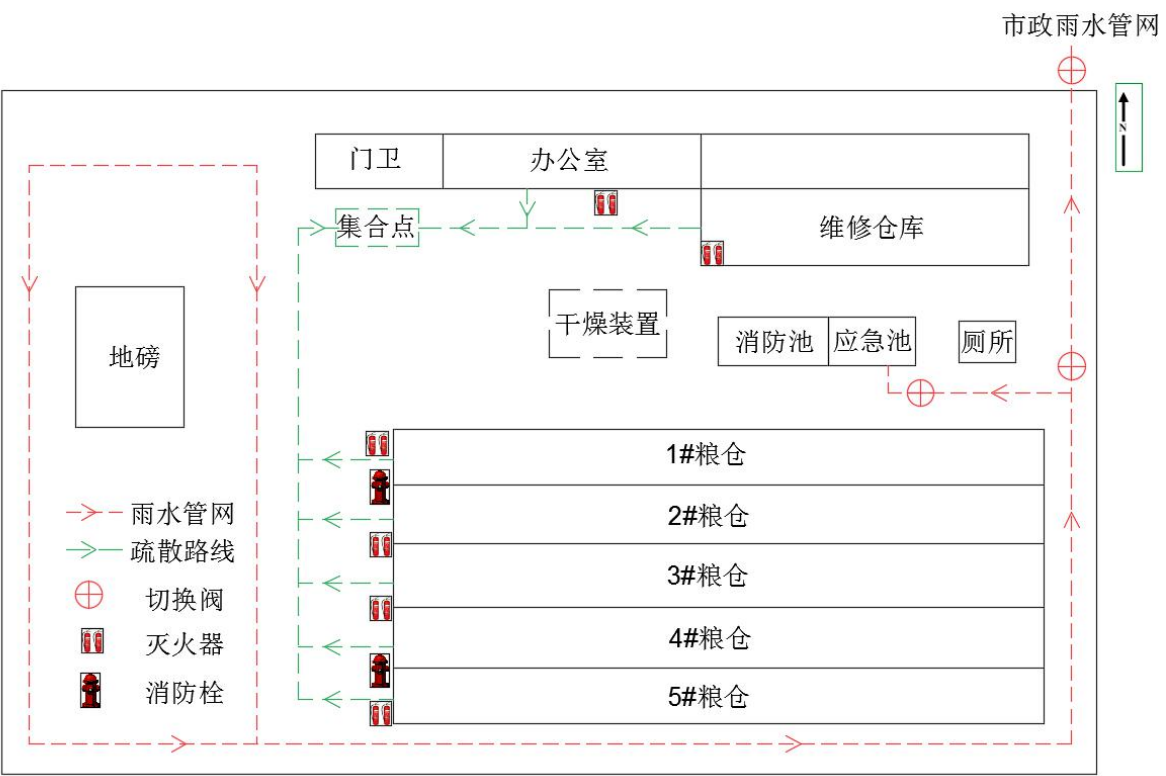 市政雨水管网
N
门卫
办公室
集合点
维修仓库
干燥装置
消防池
应急池
厕所
地磅
1#粮仓
2#粮仓
3#粮仓
4#粮仓
5#粮仓
雨水管网
疏散路线
切换阀
灭火器
消防栓